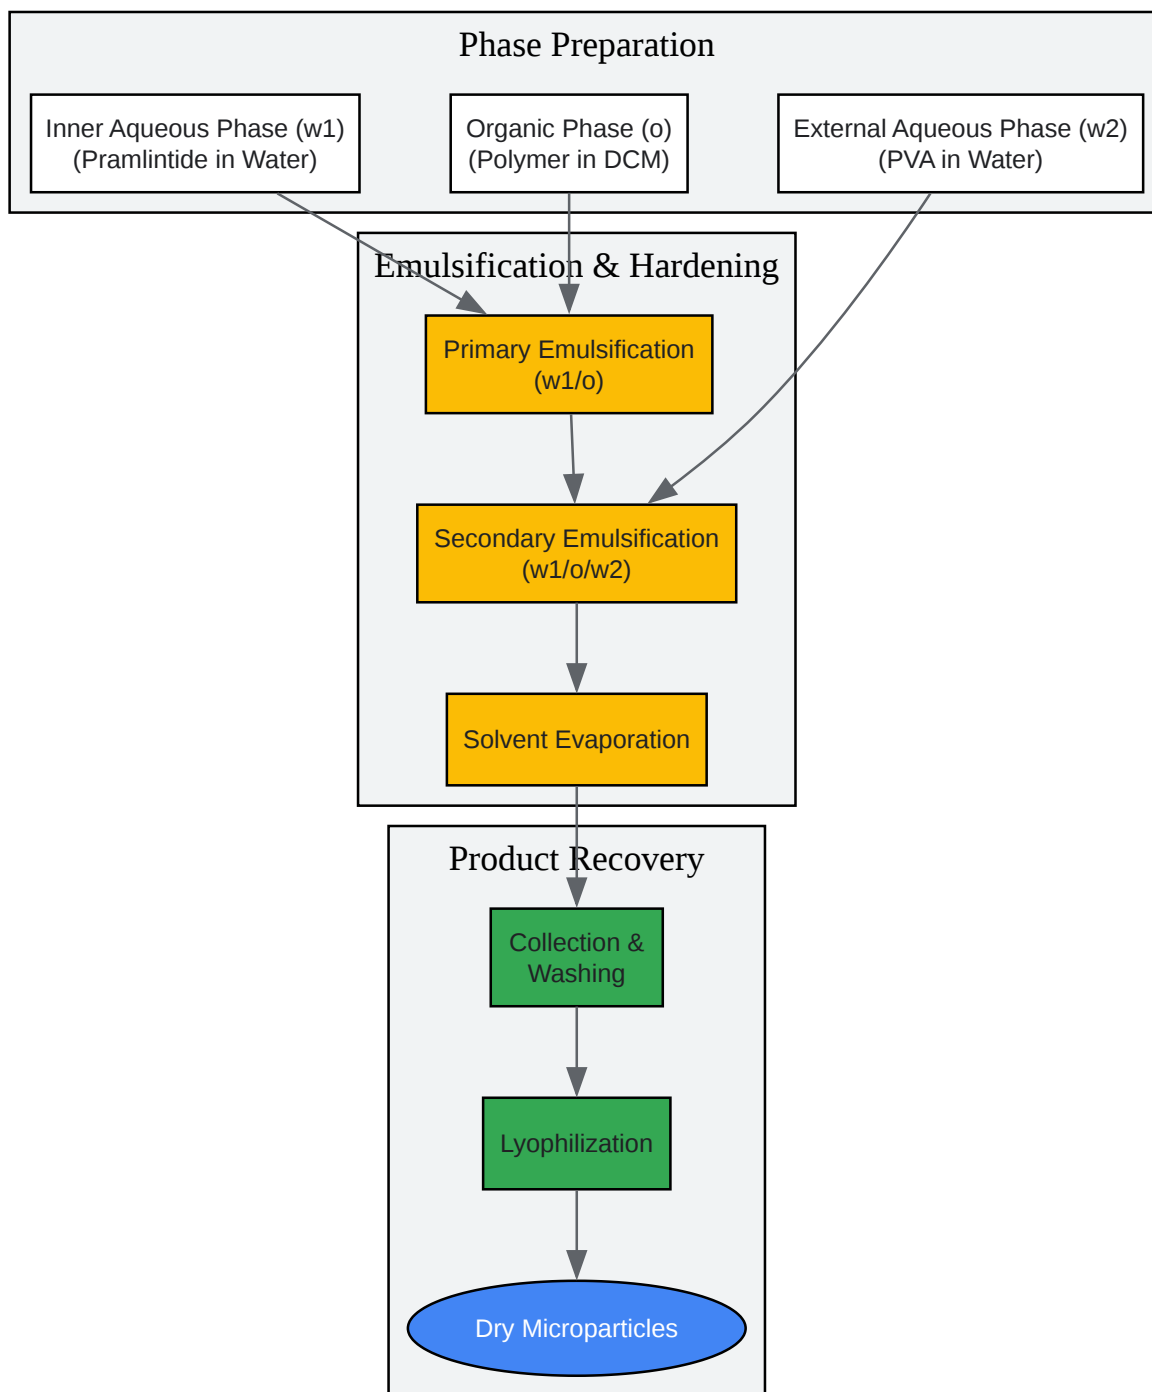 Phase Preparation
Inner Aqueous Phase (w1)
(Pramlintide in Water)
Organic Phase (o)
(Polymer in DCM)
External Aqueous Phase (w2)
(PVA in Water)
Emulsification & Hardening
Primary Emulsification
(w1/o)
Secondary Emulsification
(w1/o/w2)
Solvent Evaporation
Product Recovery
Collection &
Washing
Lyophilization
Dry Microparticles